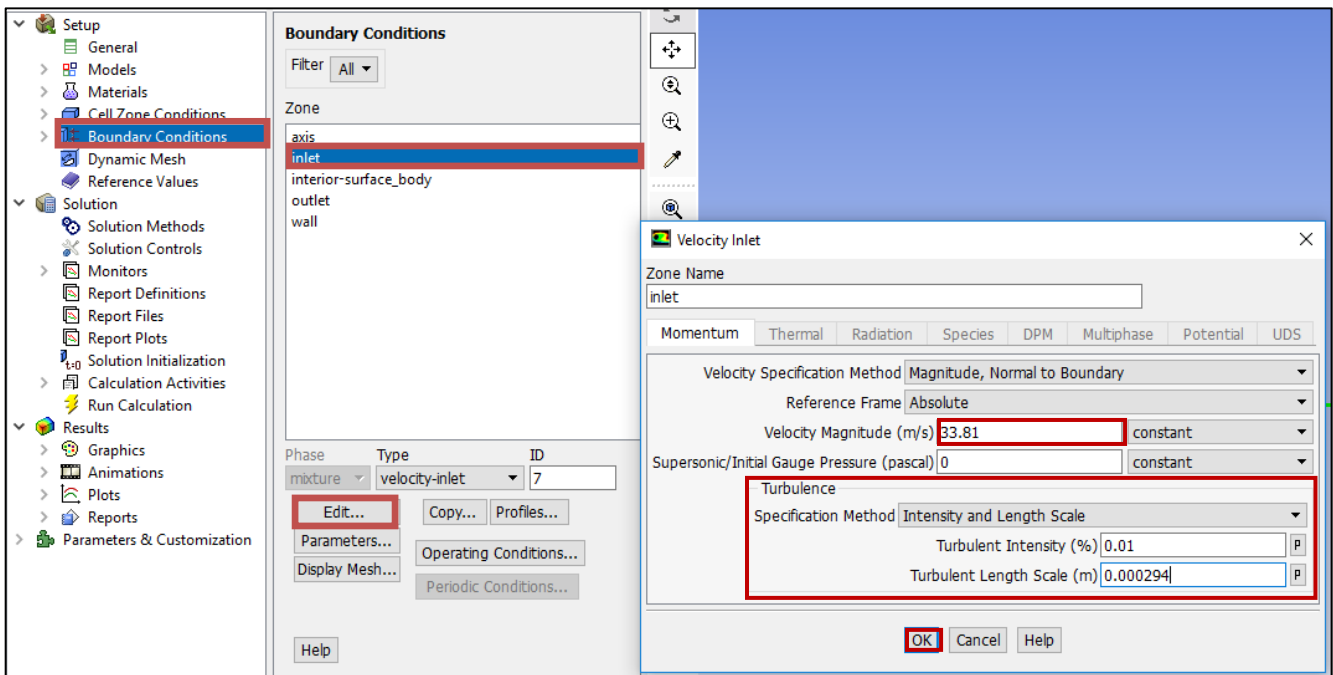 Setup
General
Models
Materials
Cell Zone Conditions
Boundary Conditions
Dynamic Mesh
Reference Values
Solution
Solution Methods
Solution Controls
Monitors
Report Definitions
Report Files
Report Plots
t=0 Solution Initialization
Calculation Activities
Run Calculation
Results
Graphics
Animations
Plots
Reports
Parameters & Customization
Boundary Conditions
Filter All
Zone
axis
inlet
interior-surface_body
outlet
wall
Phase Type ID
mixture velocity-inlet 7
Edit... Copy... Profiles...
Parameters... Operating Conditions...
Display Mesh... Periodic Conditions...
Help
Velocity Inlet
Zone Name
inlet
Momentum Thermal Radiation Species DPM Multiphase Potential UDS
Velocity Specification Method Magnitude, Normal to Boundary
Reference Frame Absolute
Velocity Magnitude (m/s) 33.81 constant
Supersonic/Initial Gauge Pressure (pascal) 0 constant
Turbulence
Specification Method Intensity and Length Scale
Turbulent Intensity (%) 0.01 P
Turbulent Length Scale (m) 0.000294 P
OK Cancel Help